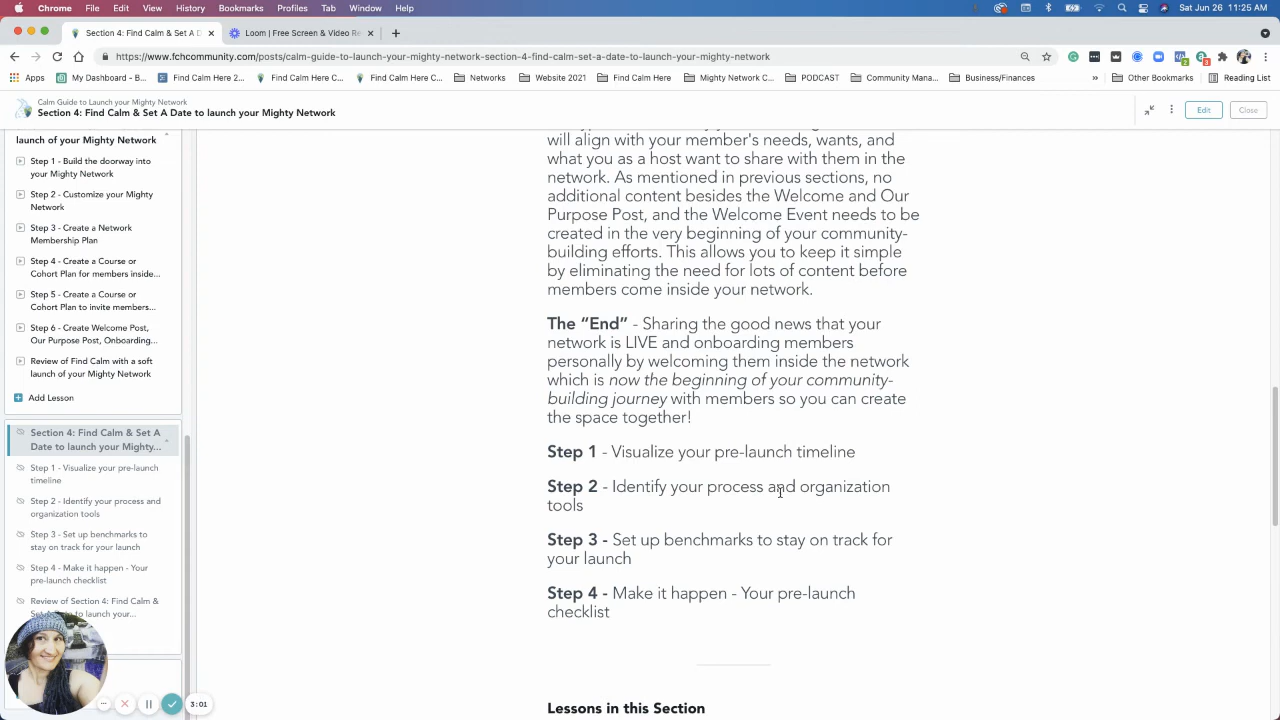 Chrome File Edit View History Bookmarks Profiles Tab Window Help Sat Jun 26 11:25 AM
Section 4: Find Calm & Set A D
Loom | Free Screen & Video Re
https://www.fchcommunity.com/posts/calm-guide-to-launch-your-mighty-network-section-4-find-calm-set-a-date-to-launch-your-mighty-network
Apps My Dashboard - B... Find Calm Here 2... Find Calm Here C... Find Calm Here C... Networks Website 2021 Find Calm Here Mighty Network C... PODCAST Community Mana... Business/Finances » Other Bookmarks Reading List
Calm Guide to Launch your Mighty Network
Section 4: Find Calm & Set A Date to launch your Mighty Network
Edit
Close
launch of your Mighty Network
Step 1 - Build the doorway into
your Mighty Network
Step 2 - Customize your Mighty
Network
Step 3 - Create a Network
Membership Plan
Step 4 - Create a Course or
Cohort Plan for members inside...
Step 5 - Create a Course or
Cohort Plan to invite members...
Step 6 - Create Welcome Post,
Our Purpose Post, Onboarding...
Review of Find Calm with a soft
launch of your Mighty Network
Add Lesson
Section 4: Find Calm & Set A
Date to launch your Mighty...
Step 1 - Visualize your pre-launch
timeline
Step 2 - Identify your process and
organization tools
Step 3 - Set up benchmarks to
stay on track for your launch
Step 4 - Make it happen - Your
pre-launch checklist
Review of Section 4: Find Calm &
to launch your...
3:01
will align with your member's needs, wants, and
what you as a host want to share with them in the
network. As mentioned in previous sections, no
additional content besides the Welcome and Our
Purpose Post, and the Welcome Event needs to be
created in the very beginning of your community-
building efforts. This allows you to keep it simple
by eliminating the need for lots of content before
members come inside your network.
The “End” - Sharing the good news that your
network is LIVE and onboarding members
personally by welcoming them inside the network
which is now the beginning of your community-
building journey with members so you can create
the space together!
Step 1 - Visualize your pre-launch timeline
Step 2 - Identify your process and organization
tools
Step 3 - Set up benchmarks to stay on track for
your launch
Step 4 - Make it happen - Your pre-launch
checklist
Lessons in this Section